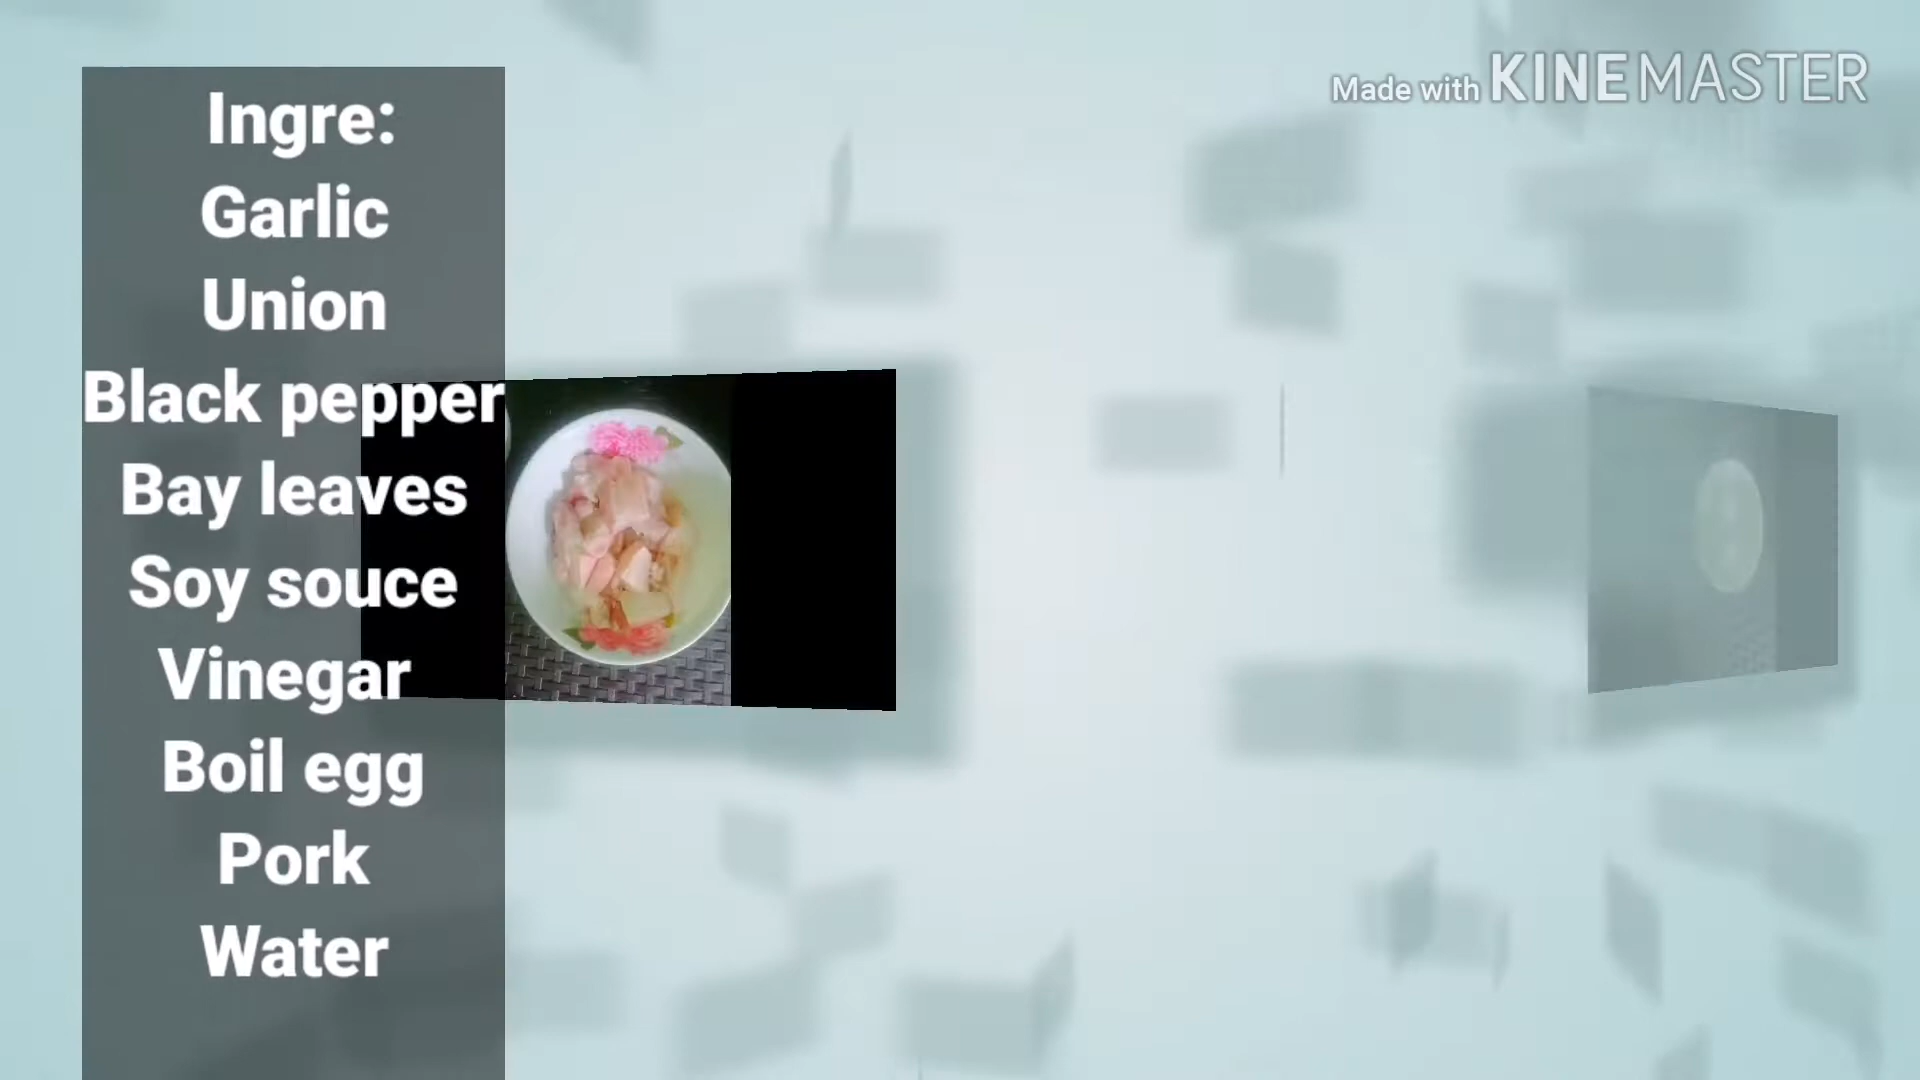 Ingre:
Garlic
Union
Black pepper
Bay leaves
Soy souce
Vinegar
Boil egg
Pork
Water
Made with KINEMASTER